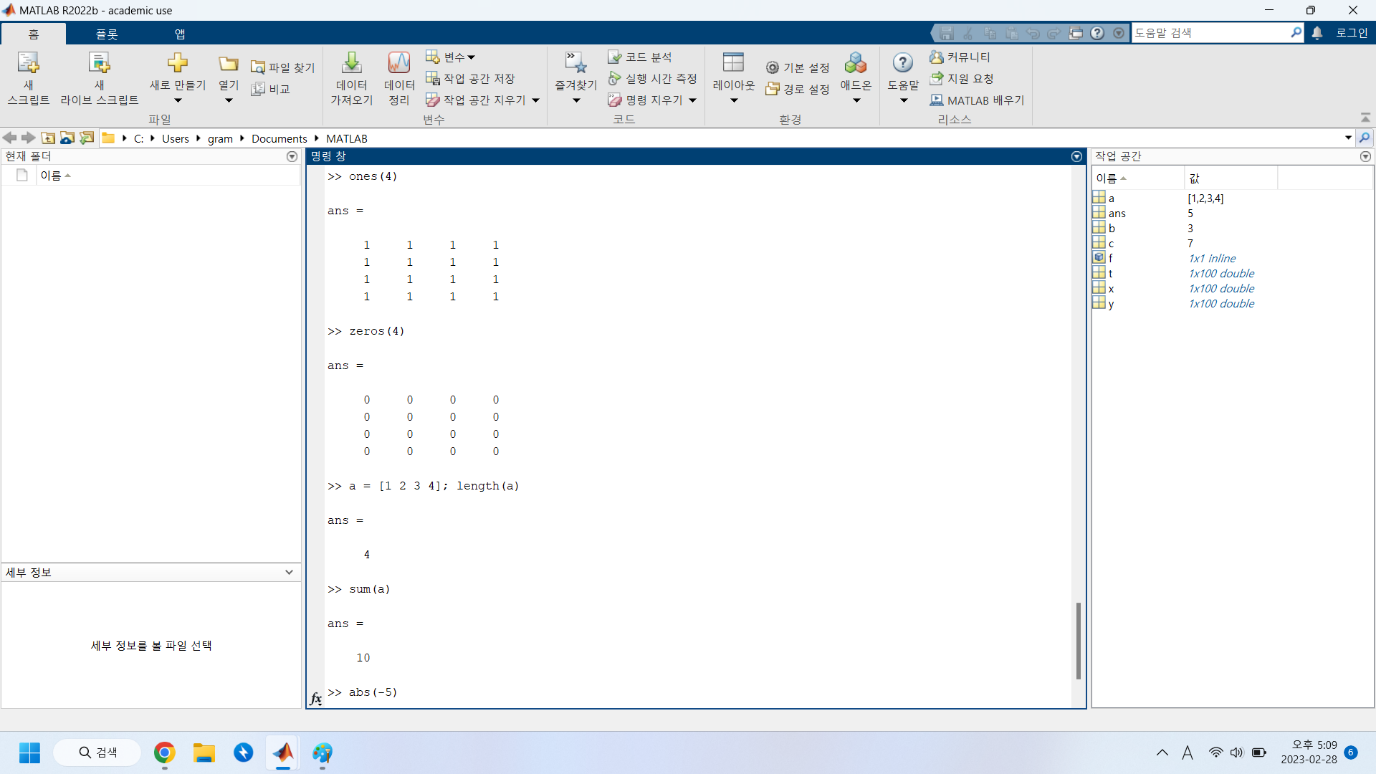 MATLAB R2022b - academic use
홈 플롯 앱
도움말 검색 로그인
새 스크립트
새 라이브 스크립트
새로 만들기
열기
파일 찾기
비교
파일
데이터 가져오기
데이터 정리
변수
작업 공간 저장
작업 공간 지우기
변수
즐겨찾기
코드 분석
실행 시간 측정
명령 지우기
코드
레이아웃
기본 설정
경로 설정
애드온
환경
도움말
커뮤니티
지원 요청
MATLAB 배우기
리소스
C: Users gram Documents MATLAB
현재 폴더
이름
세부 정보
세부 정보를 볼 파일 선택
명령 창
>> ones(4)
ans =
1 1 1 1
1 1 1 1
1 1 1 1
1 1 1 1
>> zeros(4)
ans =
0 0 0 0
0 0 0 0
0 0 0 0
0 0 0 0
>> a = [1 2 3 4]; length(a)
ans =
4
>> sum(a)
ans =
10
fx >> abs(-5)
작업 공간
이름 값
a [1,2,3,4]
ans 5
b 3
c 7
f 1x1 inline
t 1x100 double
x 1x100 double
y 1x100 double
검색
A
오후 5:09
2023-02-28
6